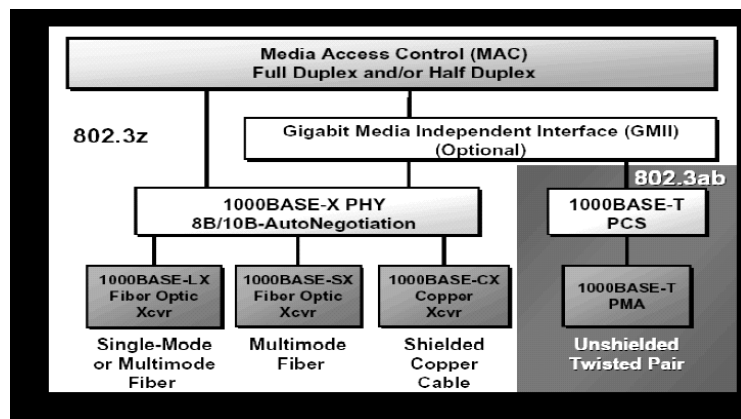 Media Access Control (MAC)
Full Duplex and/or Half Duplex
802.3z
Gigabit Media Independent Interface (GMII)
(Optional)
802.3ab
1000BASE-X PHY
8B/10B-AutoNegotiation
1000BASE-T
PCS
1000BASE-LX
Fiber Optic
Xcvr
1000BASE-SX
Fiber Optic
Xcvr
1000BASE-CX
Copper
Xcvr
1000BASE-T
PMA
Single-Mode
or Multimode
Fiber
Multimode
Fiber
Shielded
Copper
Cable
Unshielded
Twisted Pair